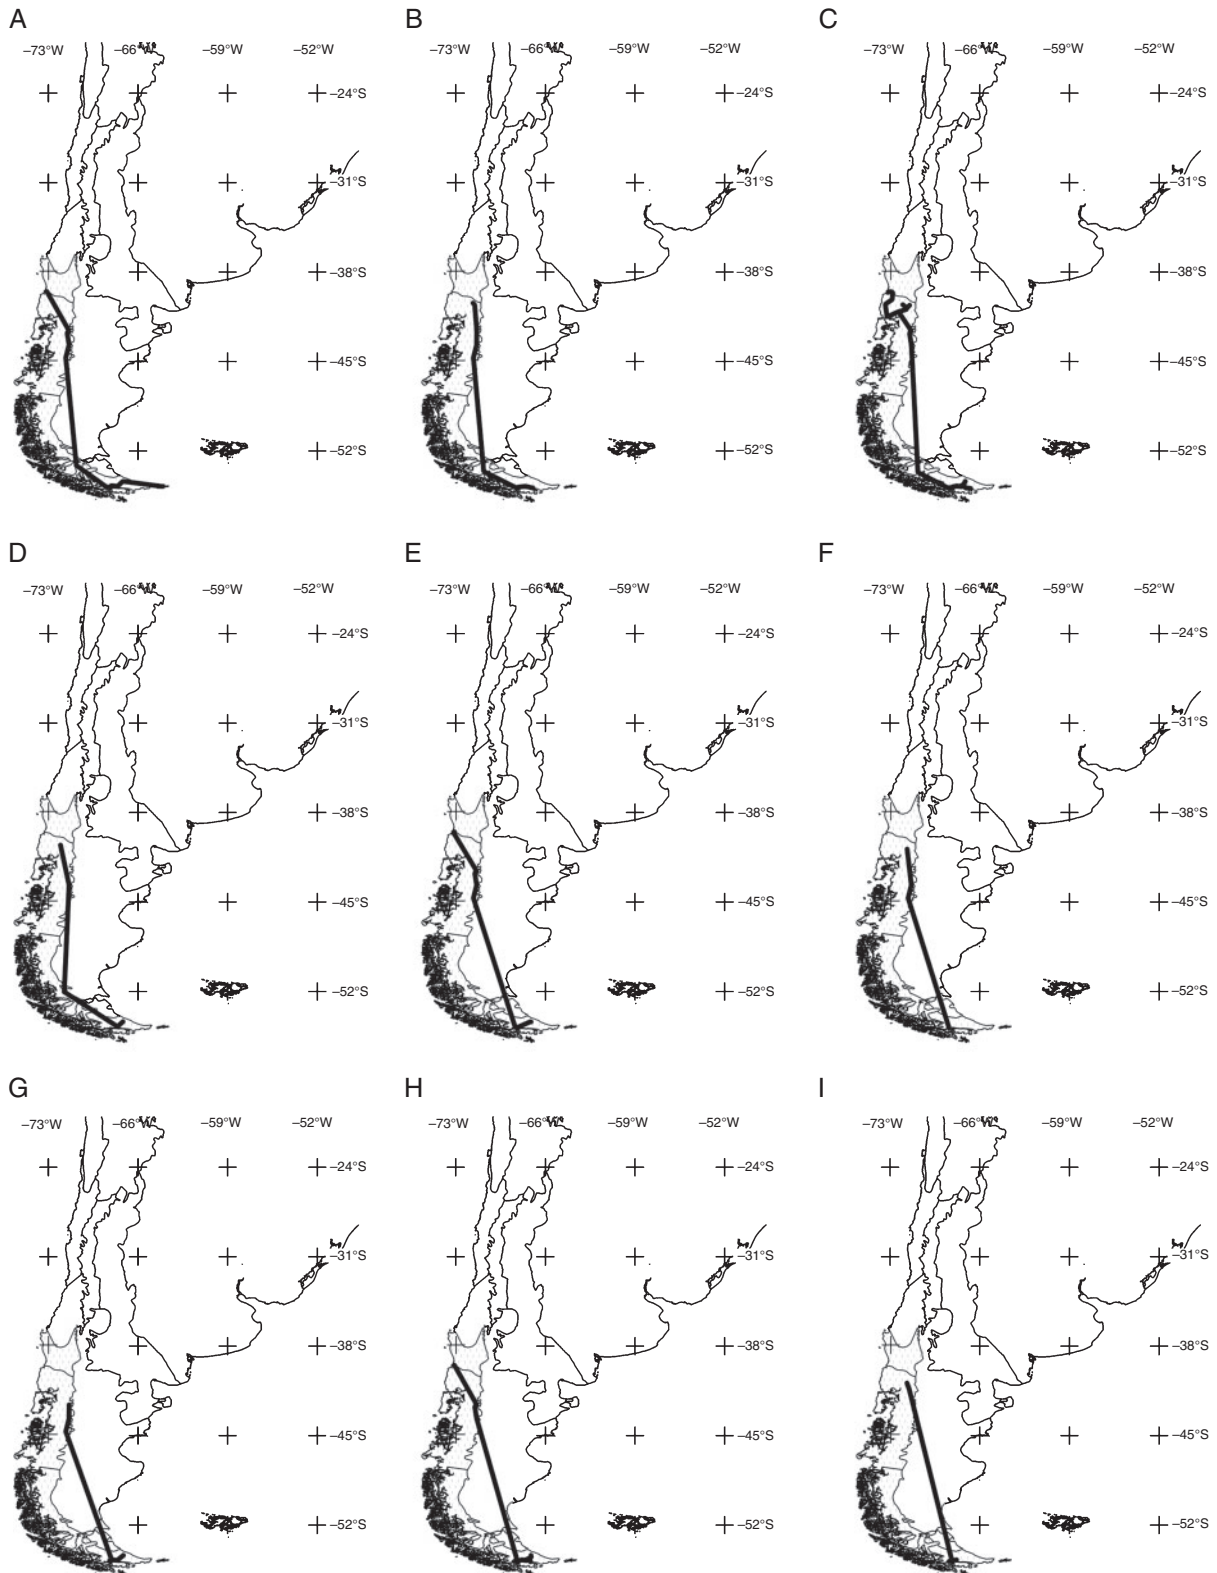 A B C
–73°W –66°W –59°W –52°W –73°W –66°W –59°W –52°W –73°W –66°W –59°W –52°W
–24°S –24°S –24°S
–31°S –31°S –31°S
–38°S –38°S –38°S
–45°S –45°S –45°S
–52°S –52°S –52°S
D E F
–73°W –66°W –59°W –52°W –73°W –66°W –59°W –52°W –73°W –66°W –59°W –52°W
–24°S –24°S –24°S
–31°S –31°S –31°S
–38°S –38°S –38°S
–45°S –45°S –45°S
–52°S –52°S –52°S
G H I
–73°W –66°W –59°W –52°W –73°W –66°W –59°W –52°W –73°W –66°W –59°W –52°W
–24°S –24°S –24°S
–31°S –31°S –31°S
–38°S –38°S –38°S
–45°S –45°S –45°S
–52°S –52°S –52°S